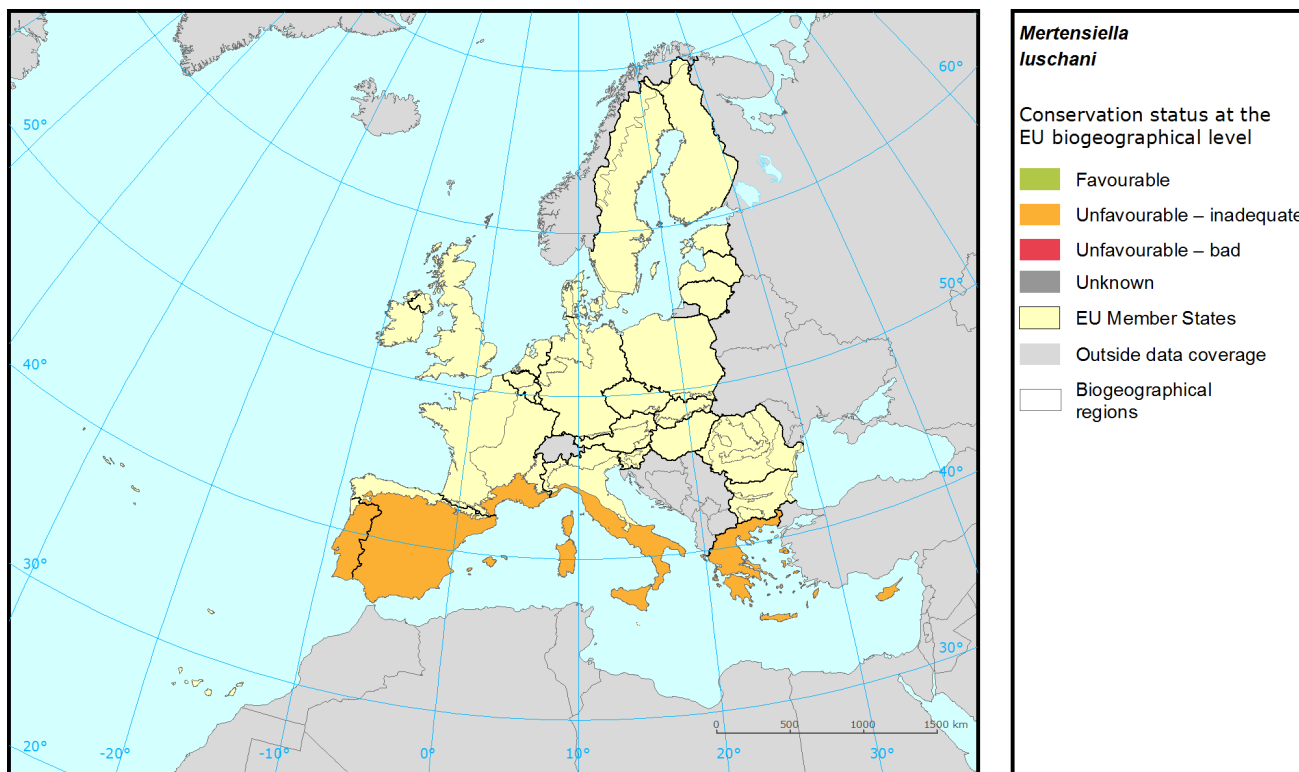 Mertensiella
luschani
Conservation status at the
EU biogeographical level
Favourable
Unfavourable – inadequate
Unfavourable – bad
Unknown
EU Member States
Outside data coverage
Biogeographical
regions
60°
50°
50°
40°
40°
30°
30°
20°
-20°
-10°
0°
10°
20°
30°
0 500 1000 1500 km